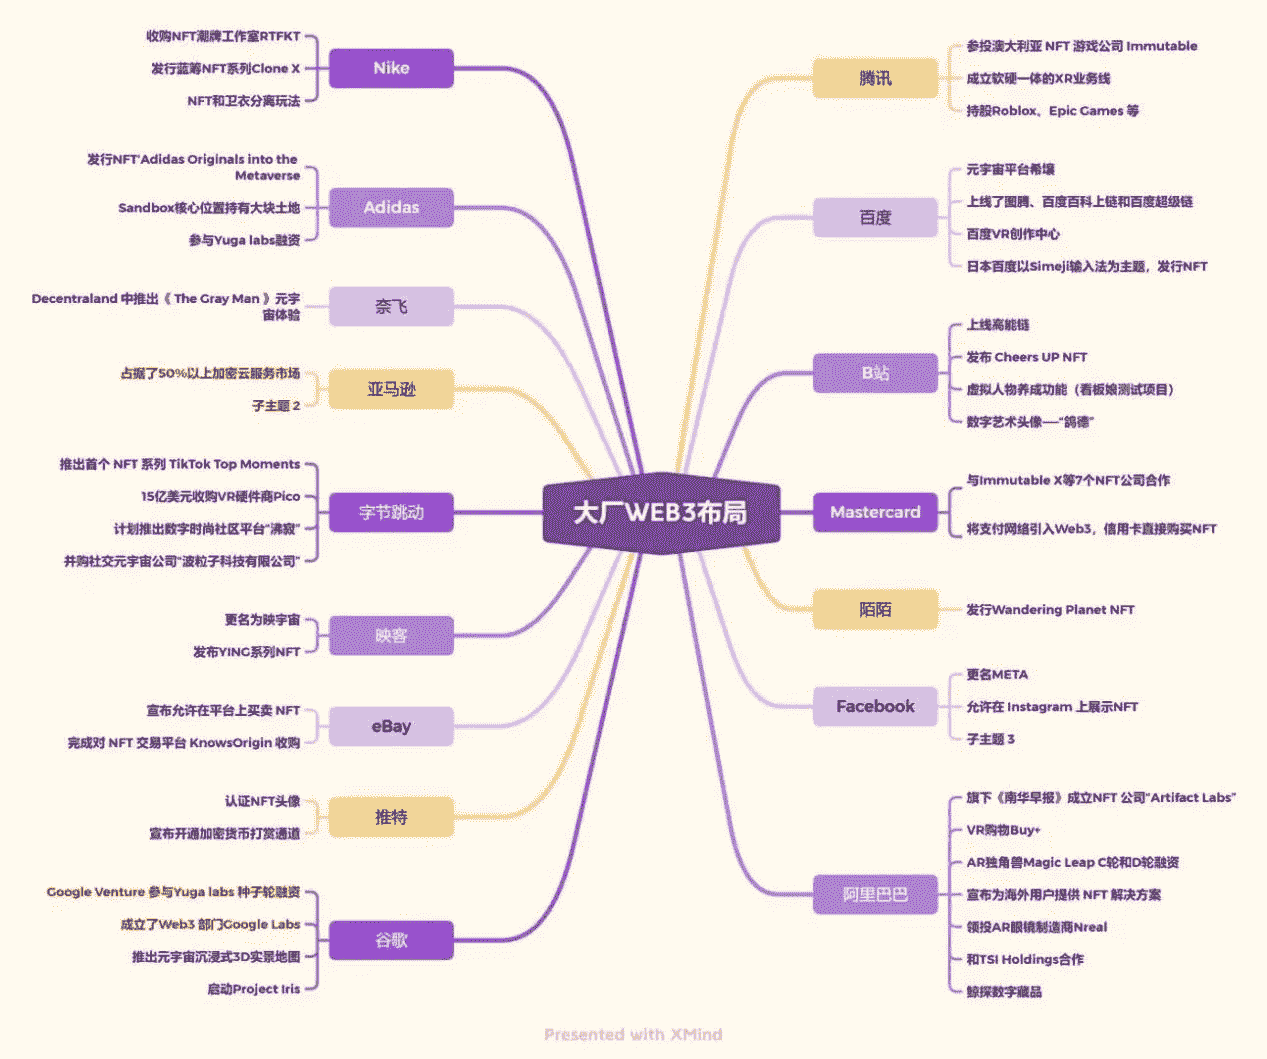 大厂WEB3布局
Nike
收购NFT潮牌工作室RTFKT
发行蓝筹NFT系列Clone X
NFT和卫衣分离玩法
Adidas
发行NFT'Adidas Originals into the
Metaverse
Sandbox核心位置持有大块土地
参与Yuga labs融资
奈飞
Decentraland 中推出《 The Gray Man 》元宇
宙体验
亚马逊
占据了50%以上加密云服务市场
子主题 2
字节跳动
推出首个 NFT 系列 TikTok Top Moments
15亿美元收购VR硬件商Pico
计划推出数字时尚社区平台“沸寂”
并购社交元宇宙公司“波粒子科技有限公司”
映客
更名为映宇宙
发布YING系列NFT
eBay
宣布允许在平台上买卖 NFT
完成对 NFT 交易平台 KnowsOrigin 收购
推特
认证NFT头像
宣布开通加密货币打赏通道
谷歌
Google Venture 参与Yuga labs 种子轮融资
成立了Web3 部门Google Labs
推出元宇宙沉浸式3D实景地图
启动Project Iris
腾讯
参投澳大利亚 NFT 游戏公司 Immutable
成立软硬一体的XR业务线
持股Roblox、Epic Games 等
百度
元宇宙平台希壤
上线了图腾、百度百科上链和百度超级链
百度VR创作中心
日本百度以Simeji输入法为主题，发行NFT
B站
上线高能链
发布 Cheers UP NFT
虚拟人物养成功能（看板娘测试项目）
数字艺术头像——“鸽德”
Mastercard
与Immutable X等7个NFT公司合作
将支付网络引入Web3，信用卡直接购买NFT
陌陌
发行Wandering Planet NFT
Facebook
更名META
允许在 Instagram 上展示NFT
子主题 3
阿里巴巴
旗下《南华早报》成立NFT 公司“Artifact Labs”
VR购物Buy+
AR独角兽Magic Leap C轮和D轮融资
宣布为海外用户提供 NFT 解决方案
领投AR眼镜制造商Nreal
和TSI Holdings合作
鲸探数字藏品
Presented with XMind